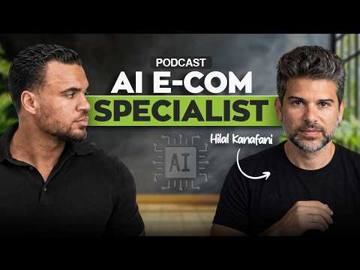 PODCAST
AI E-COM
SPECIALIST
Hilal Kanafani
AI